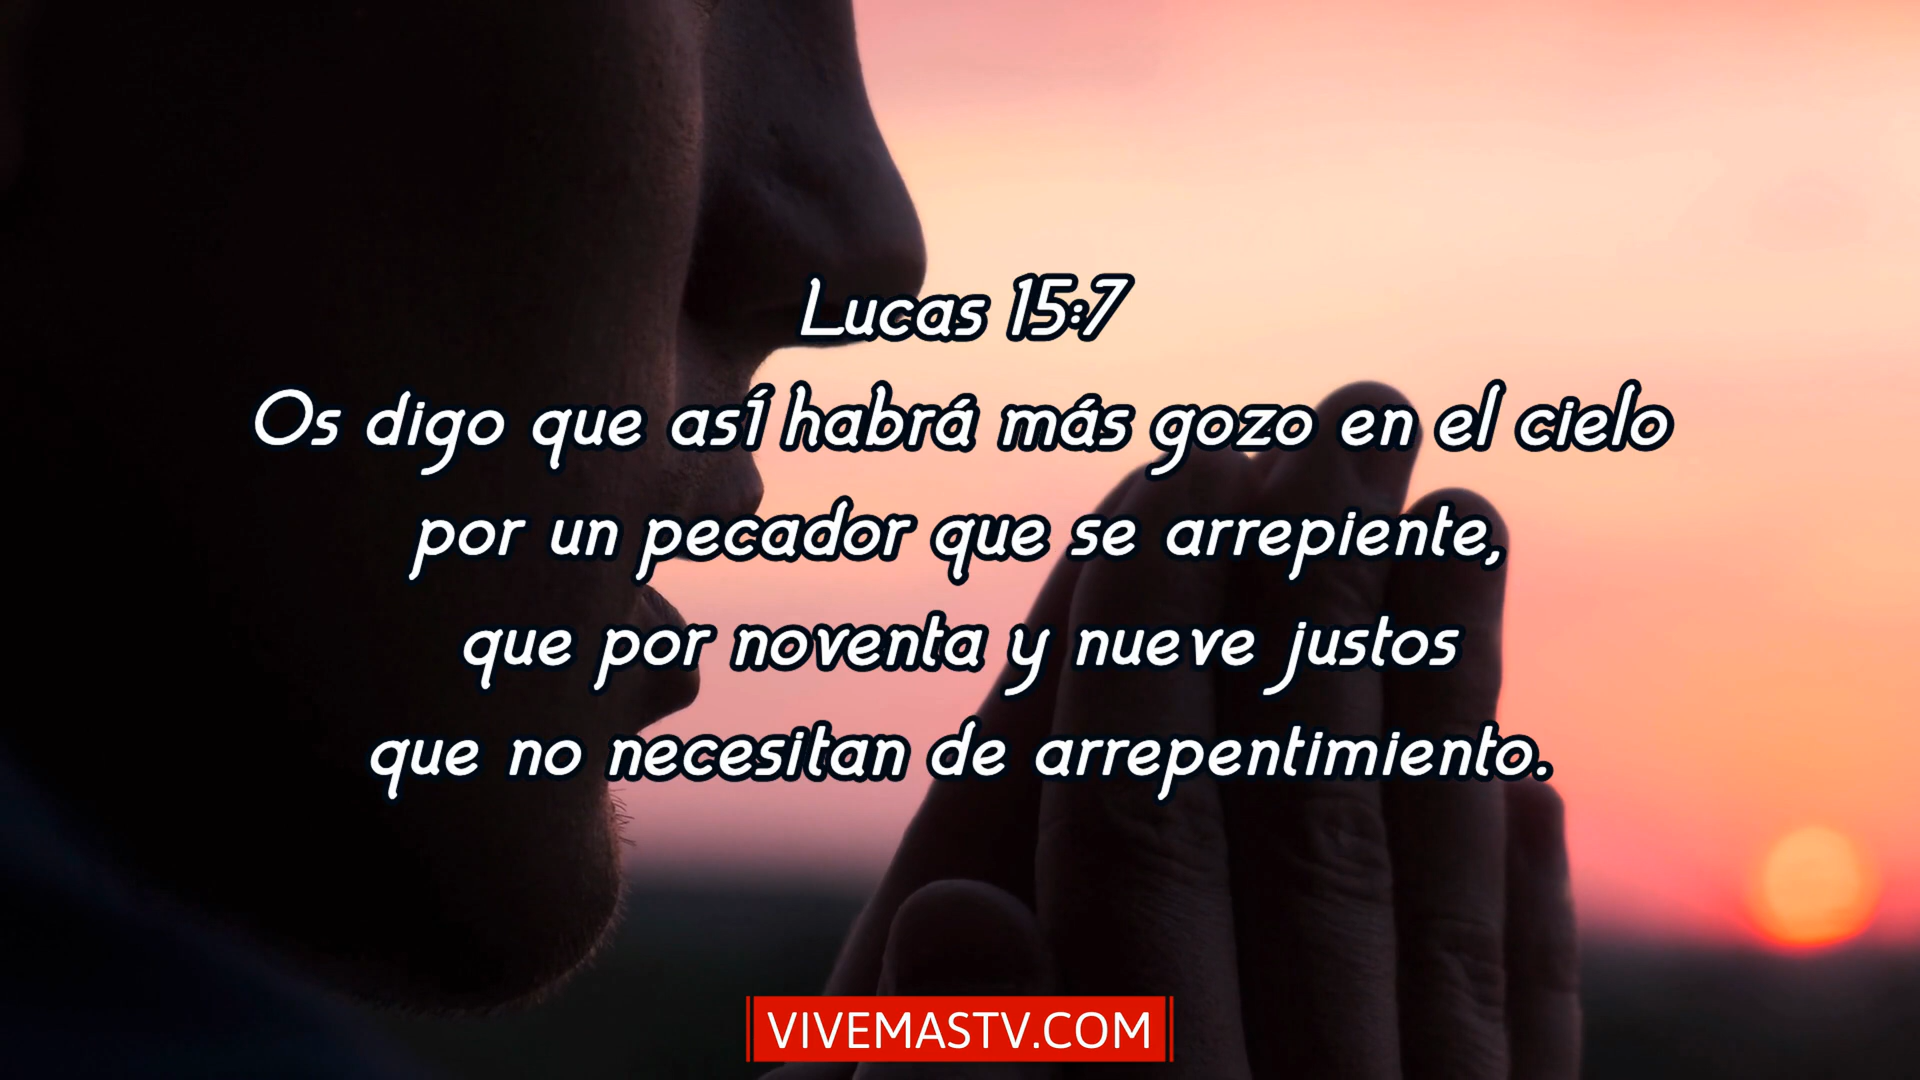 Lucas 15:7
Os digo que así habrá más gozo en el cielo
por un pecador que se arrepiente,
que por noventa y nueve justos
que no necesitan de arrepentimiento.
VIVEMASTV.COM